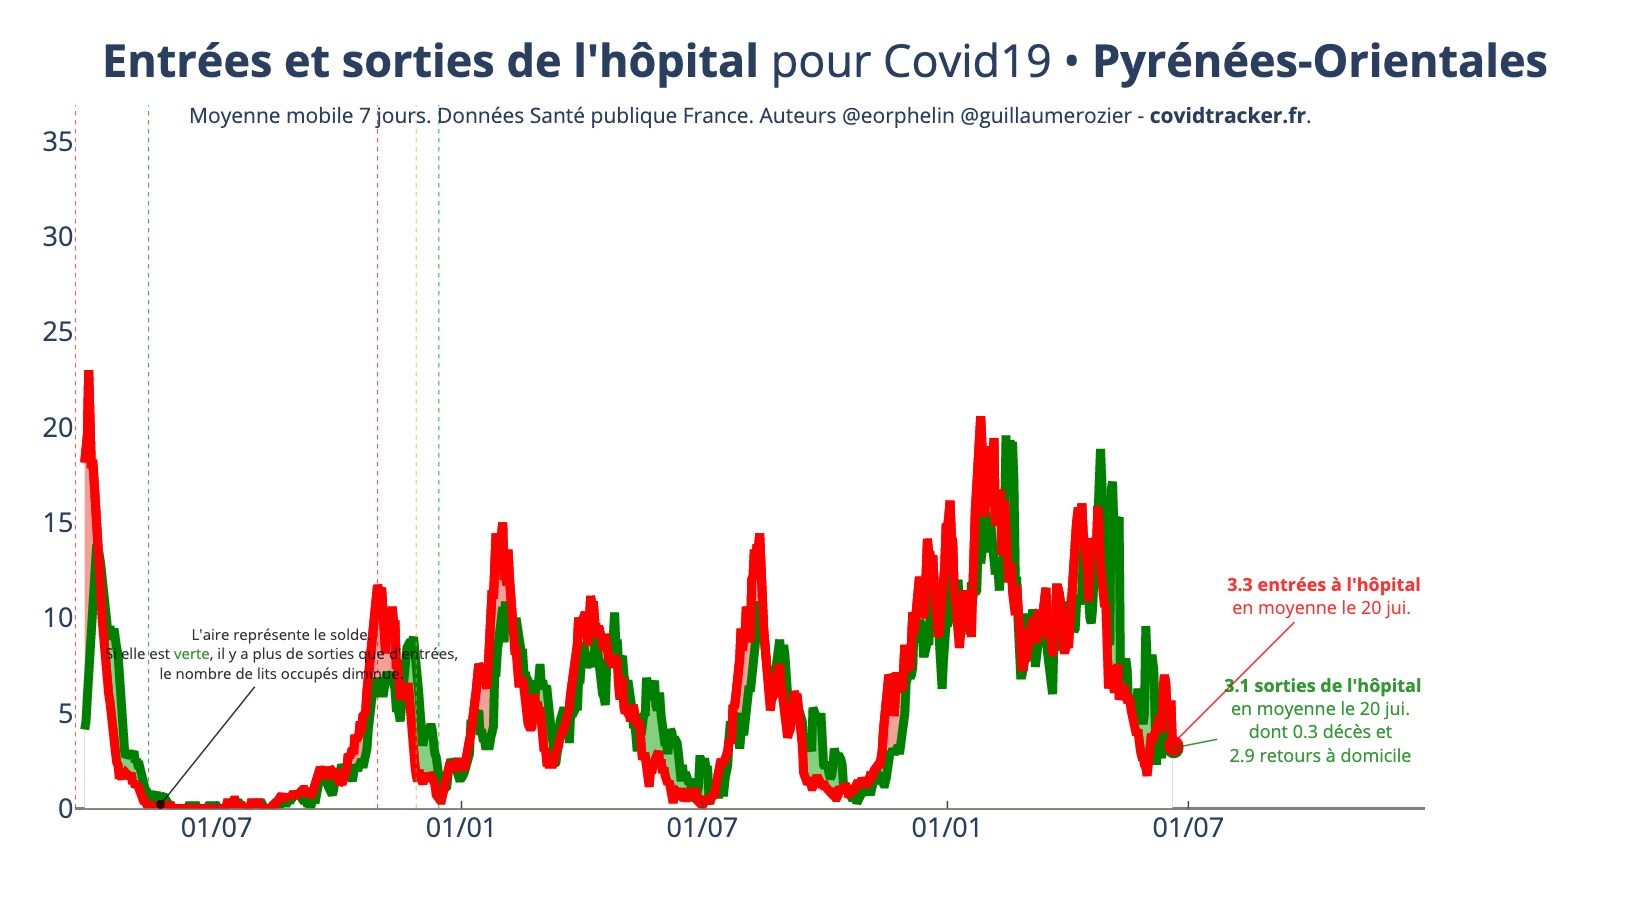 Entrées et sorties de l'hôpital pour Covid19 • Pyrénées-Orientales
Moyenne mobile 7 jours. Données Santé publique France. Auteurs @eorphelin @guillaumerozier - covidtracker.fr.
35
30
25
20
15
10
5
0
L'aire représente le solde.
Si elle est verte, il y a plus de sorties que d'entrées,
le nombre de lits occupés diminue.
3.3 entrées à l'hôpital
en moyenne le 20 jui.
3.1 sorties de l'hôpital
en moyenne le 20 jui.
dont 0.3 décès et
2.9 retours à domicile
01/07
01/01
01/07
01/01
01/07